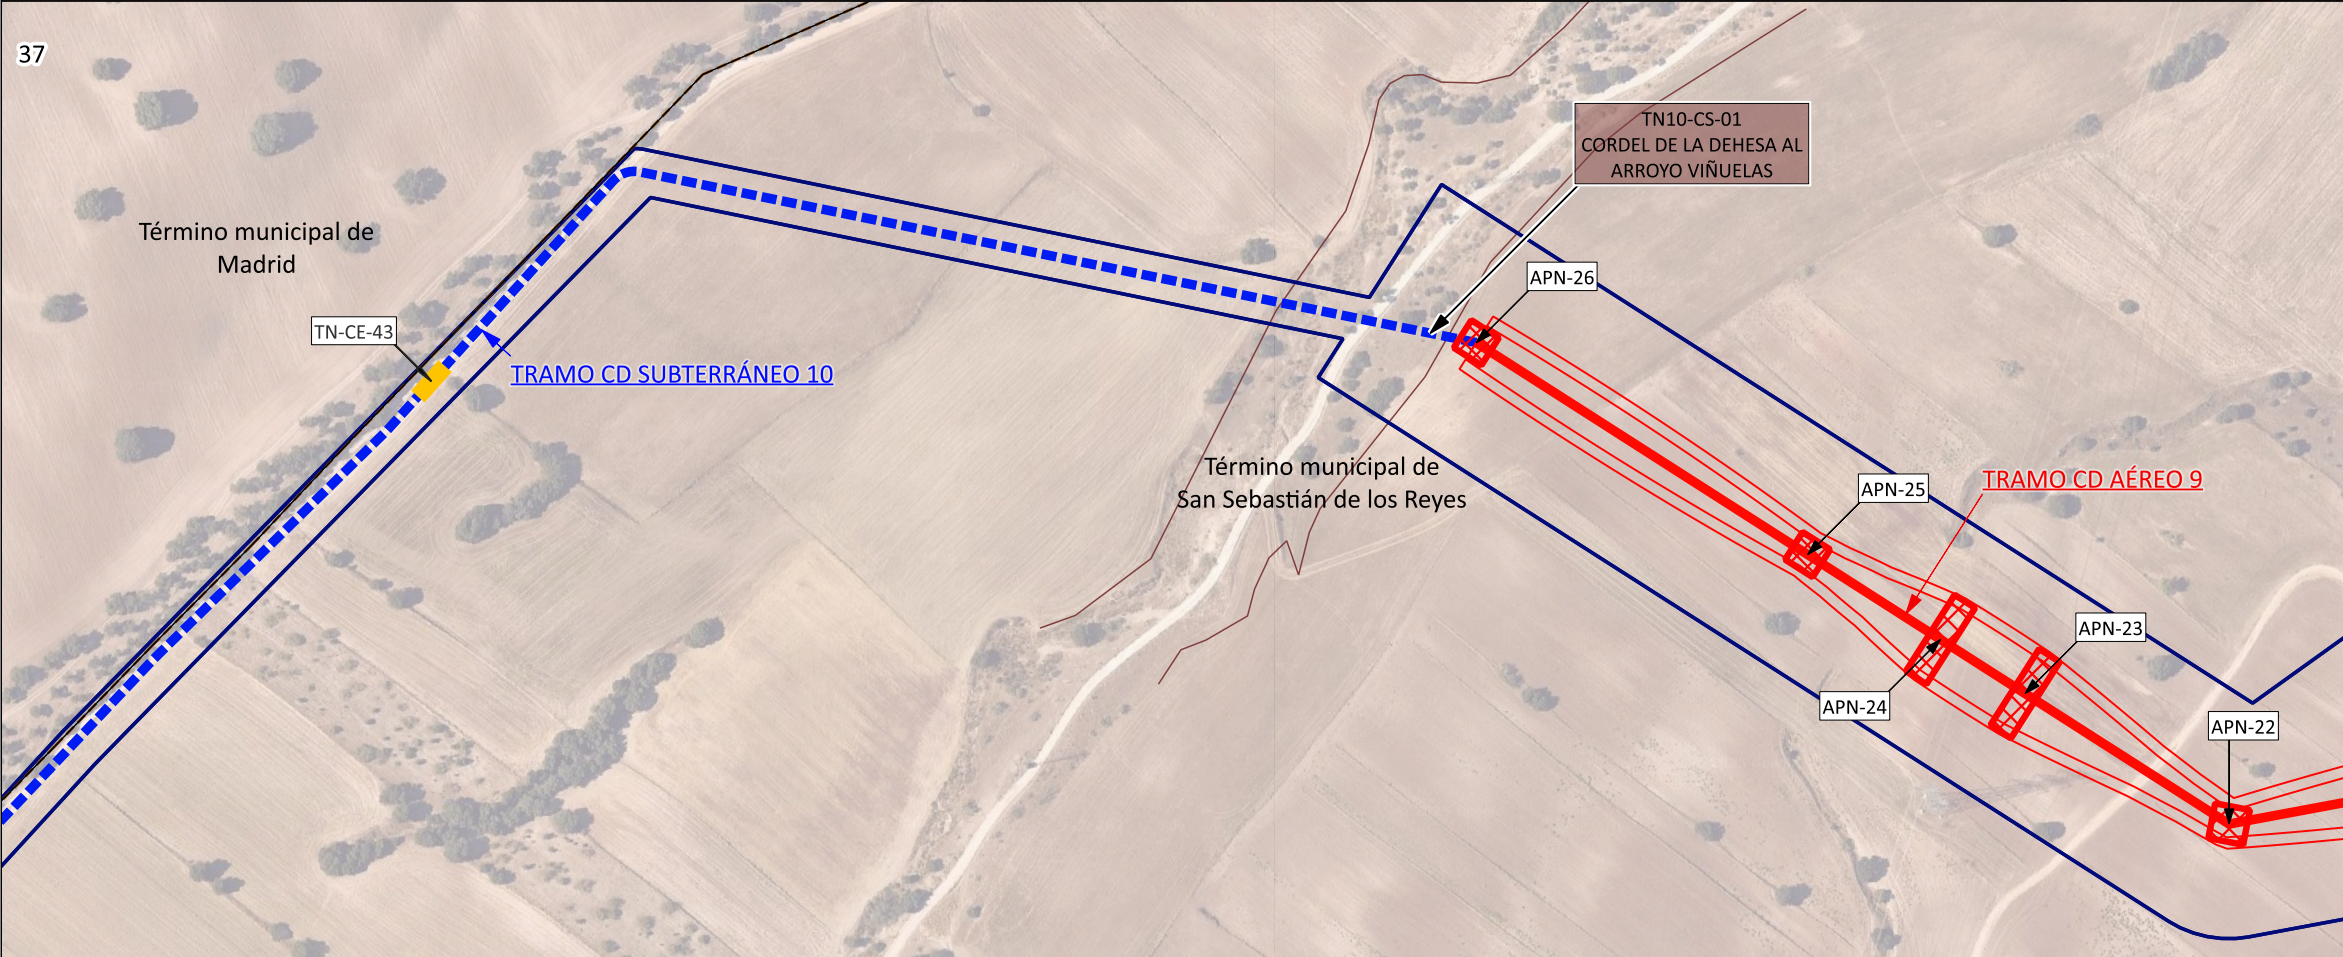 37
TN10-CS-01
CORDEL DE LA DEHESA AL
ARROYO VIÑUELAS
Término municipal de
Madrid
APN-26
TN-CE-43
TRAMO CD SUBTERRÁNEO 10
Término municipal de
San Sebastián de los Reyes
TRAMO CD AÉREO 9
APN-25
APN-23
APN-24
APN-22